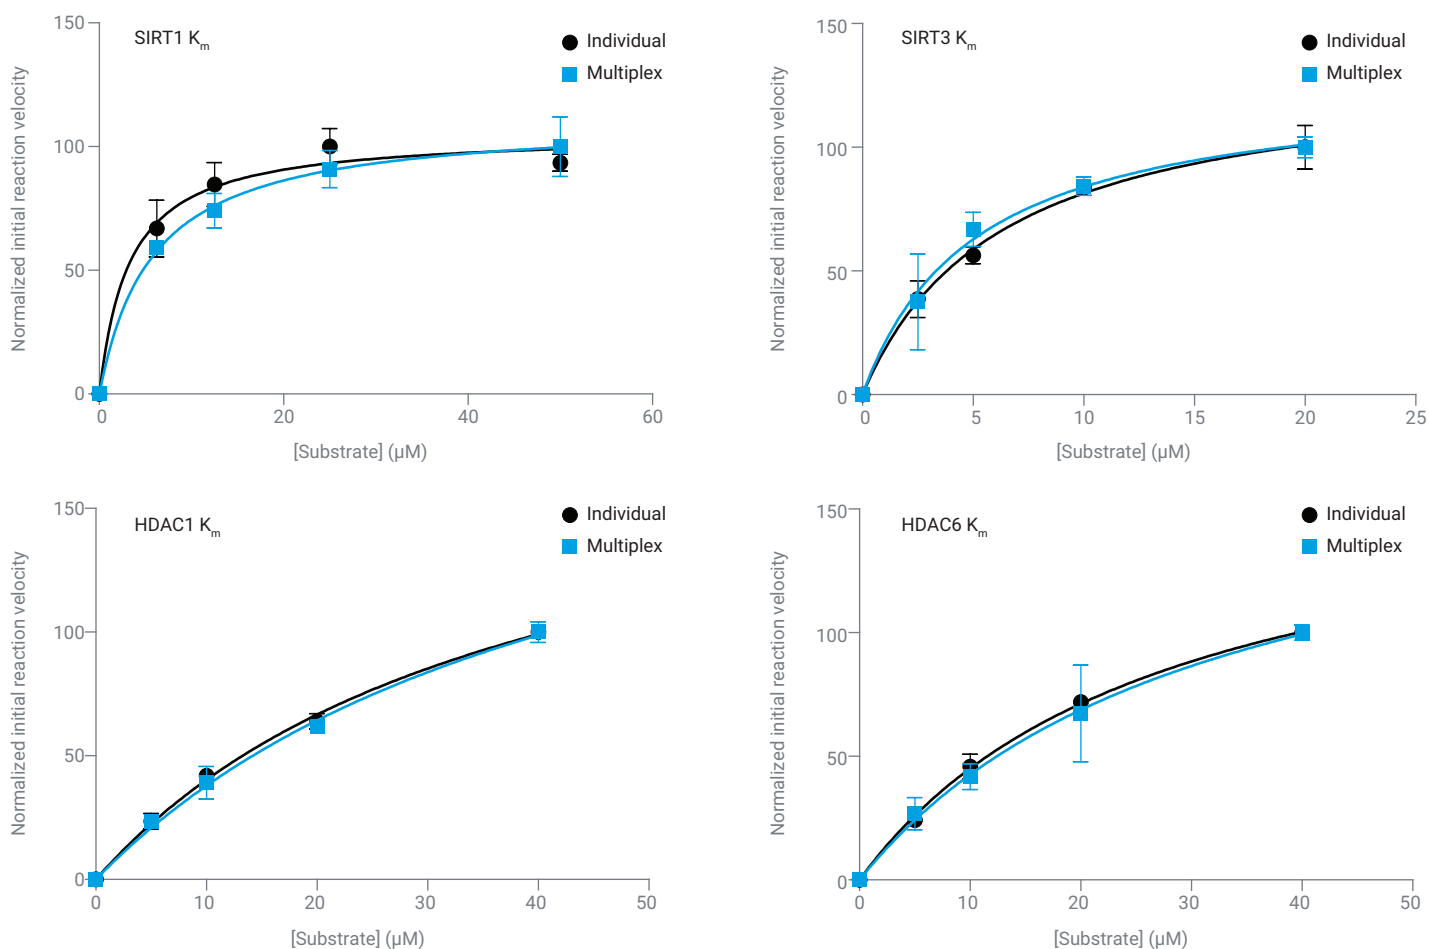 SIRT1 Km
Individual
Multiplex
Normalized initial reaction velocity
150
100
50
0
0 20 40 60
[Substrate] (µM)
SIRT3 Km
Individual
Multiplex
Normalized initial reaction velocity
150
100
50
0
0 5 10 15 20 25
[Substrate] (µM)
HDAC1 Km
Individual
Multiplex
Normalized initial reaction velocity
150
100
50
0
0 10 20 30 40 50
[Substrate] (µM)
HDAC6 Km
Individual
Multiplex
Normalized initial reaction velocity
150
100
50
0
0 10 20 30 40 50
[Substrate] (µM)